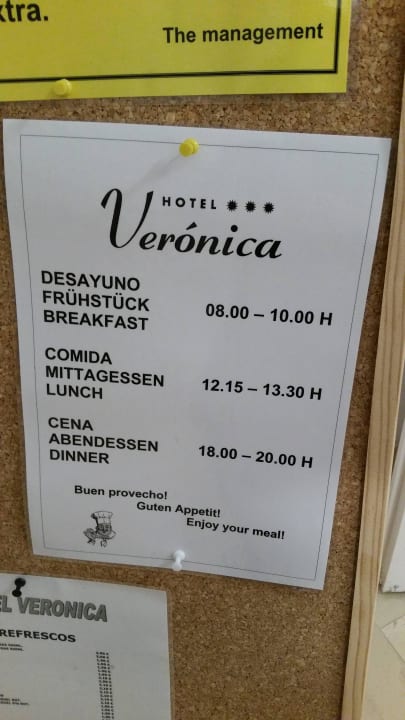 xtra.
The management
HOTEL ✹✹✹
Verónica
DESAYUNO
FRÜHSTÜCK
BREAKFAST
08.00 – 10.00 H
COMIDA
MITTAGESSEN
LUNCH
12.15 – 13.30 H
CENA
ABENDESSEN
DINNER
18.00 – 20.00 H
Buen provecho!
Guten Appetit!
Enjoy your meal!
EL VERONICA
REFRESCOS